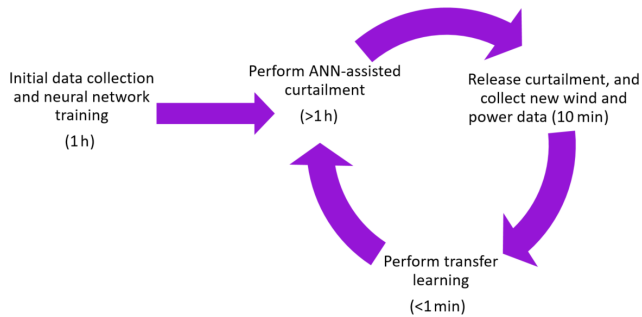 Initial data collection
and neural network
training
(1 h)
Perform ANN-assisted
curtailment
(>1 h)
Release curtailment, and
collect new wind and
power data (10 min)
Perform transfer
learning
(<1 min)